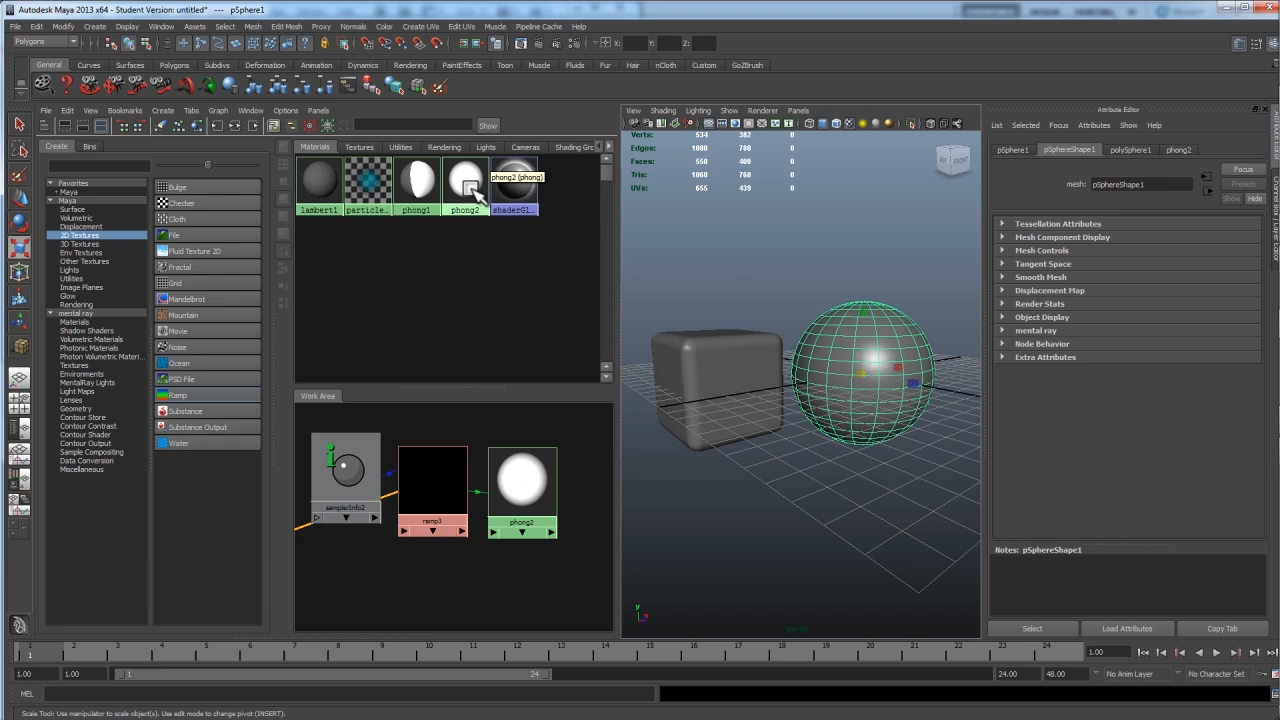 Autodesk Maya 2013 x64 - Student Version: untitled* --- pSphere1
File Edit Modify Create Display Window Assets Select Mesh Edit Mesh Proxy Normals Color Create UVs Edit UVs Muscle Pipeline Cache Help
Polygons X: Y: Z:
General Curves Surfaces Polygons Subdivs Deformation Animation Dynamics Rendering PaintEffects Toon Muscle Fluids Fur Hair nCloth Custom GoZBrush
File Edit View Bookmarks Create Tabs Graph Window Options Panels
Show
Create Bins
Favorites
Maya
Maya
Surface
Volumetric
Displacement
2D Textures
3D Textures
Env Textures
Other Textures
Lights
Utilities
Image Planes
Glow
Rendering
mental ray
Materials
Shadow Shaders
Volumetric Materials
Photonic Materials
Photon Volumetric Materi...
Textures
Environments
MentalRay Lights
Light Maps
Lenses
Geometry
Contour Store
Contour Contrast
Contour Shader
Contour Output
Sample Compositing
Data Conversion
Miscellaneous
Bulge
Checker
Cloth
File
Fluid Texture 2D
Fractal
Grid
Mandelbrot
Mountain
Movie
Noise
Ocean
PSD File
Ramp
Substance
Substance Output
Water
Materials Textures Utilities Rendering Lights Cameras Shading Gr
phong2 (phong)
lambert1 particle... phong1 phong2 shaderGl...
Work Area
samplerInfo2
ramp3
phong2
View Shading Lighting Show Renderer Panels
Verts: 534 382 0
Edges: 1080 780 0
Faces: 550 400 0
Tris: 1060 760 0
UVs: 655 439 0
FRONT
y
persp
Attribute Editor
List Selected Focus Attributes Show Help
pSphere1 pSphereShape1 polySphere1 phong2
mesh: pSphereShape1
Focus
Presets
Show Hide
Tessellation Attributes
Mesh Component Display
Mesh Controls
Tangent Space
Smooth Mesh
Displacement Map
Render Stats
Object Display
mental ray
Node Behavior
Extra Attributes
Notes: pSphereShape1
Select Load Attributes Copy Tab
Attribute Editor
Channel Box / Layer Editor
1 2 3 4 5 6 7 8 9 10 11 12 13 14 15 16 17 18 19 20 21 22 23 24
1 1.00
1.00 1.00 1 24 24.00 48.00 No Anim Layer No Character Set
MEL
Scale Tool: Use manipulator to scale object(s). Use edit mode to change pivot (INSERT).